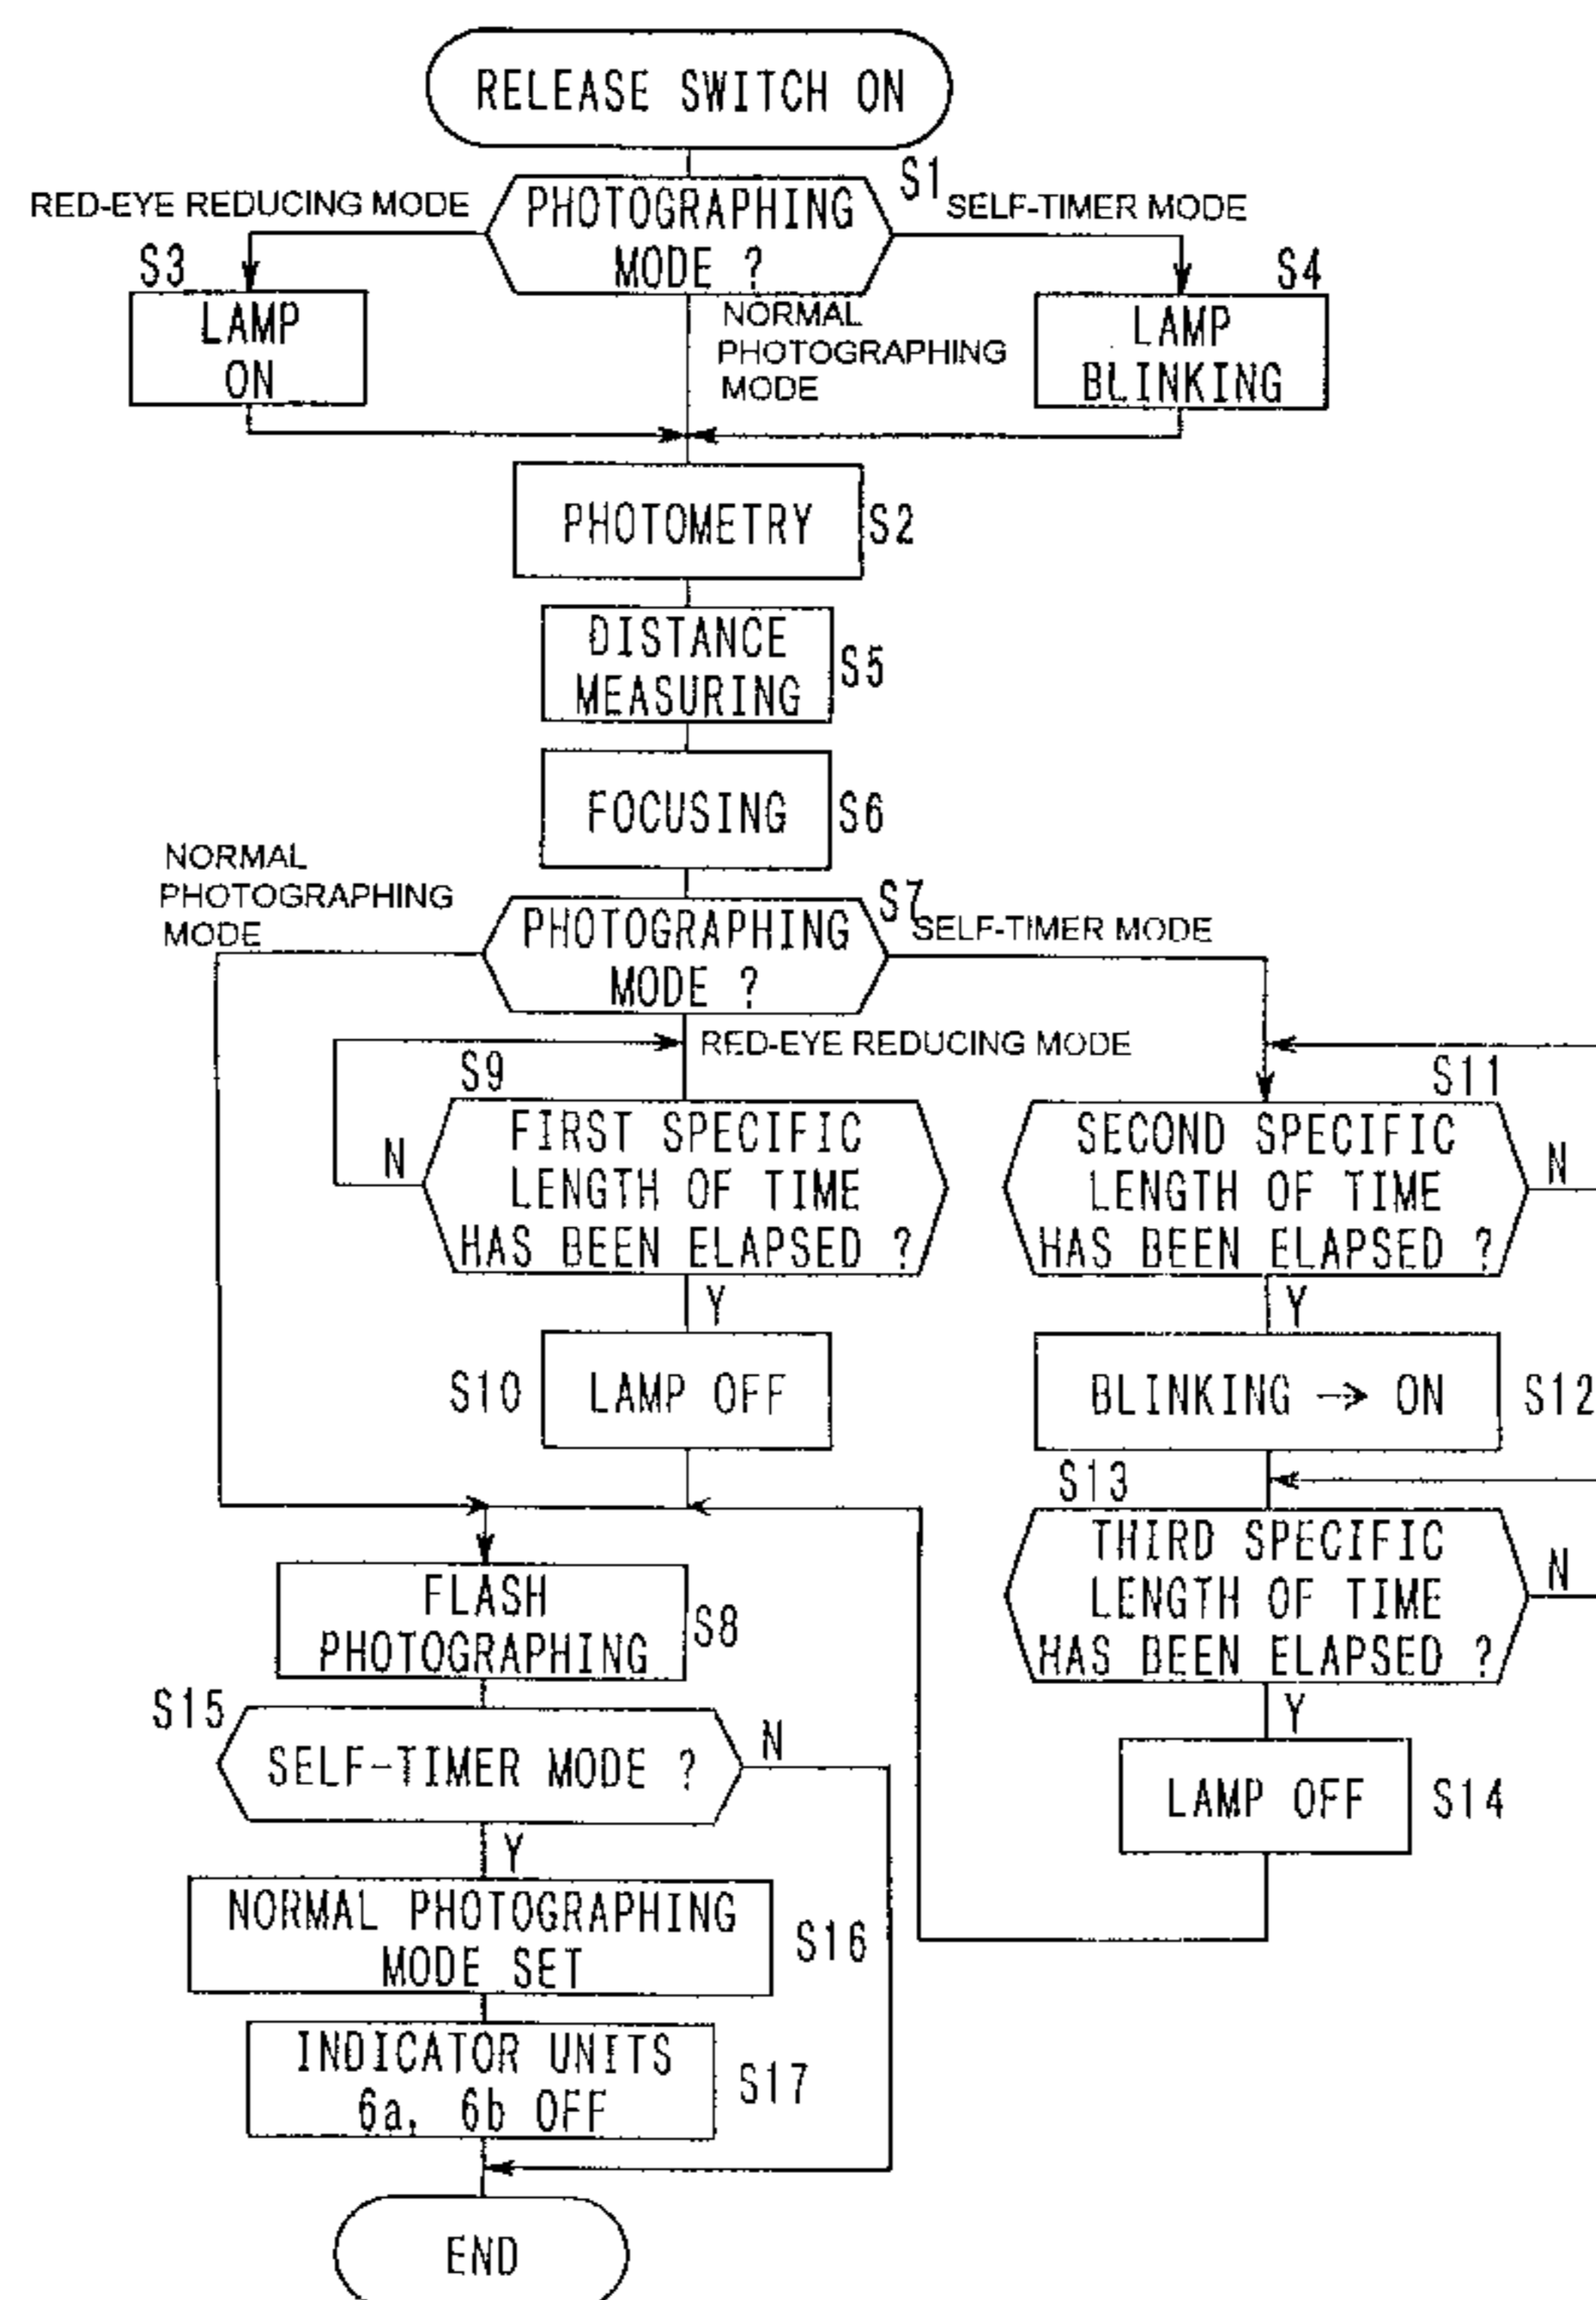 RELEASE SWITCH ON
S1
RED-EYE REDUCING MODE
PHOTOGRAPHING
MODE ?
SELF-TIMER MODE
S3
LAMP
ON
NORMAL
PHOTOGRAPHING
MODE
S4
LAMP
BLINKING
PHOTOMETRY
S2
DISTANCE
MEASURING
S5
FOCUSING
S6
NORMAL
PHOTOGRAPHING
MODE
PHOTOGRAPHING
MODE ?
S7
SELF-TIMER MODE
RED-EYE REDUCING MODE
S9
FIRST SPECIFIC
LENGTH OF TIME
HAS BEEN ELAPSED ?
N
Y
S11
SECOND SPECIFIC
LENGTH OF TIME
HAS BEEN ELAPSED ?
N
Y
S10
LAMP OFF
BLINKING → ON
S12
S13
THIRD SPECIFIC
LENGTH OF TIME
HAS BEEN ELAPSED ?
N
Y
FLASH
PHOTOGRAPHING
S8
S15
SELF-TIMER MODE ?
N
Y
LAMP OFF
S14
NORMAL PHOTOGRAPHING
MODE SET
S16
INDICATOR UNITS
6a, 6b OFF
S17
END